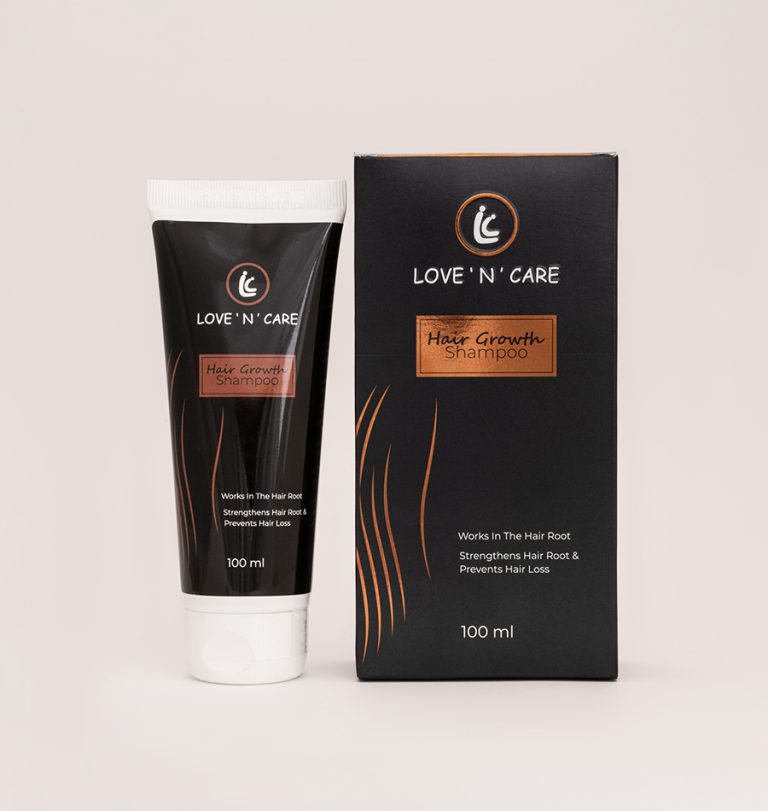 LOVE 'N' CARE
Hair Growth
Shampoo
Works In The Hair Root
Strengthens Hair Root &
Prevents Hair Loss
100 ml
LOVE 'N' CARE
Hair Growth
Shampoo
Works In The Hair Root
Strengthens Hair Root &
Prevents Hair Loss
100 ml